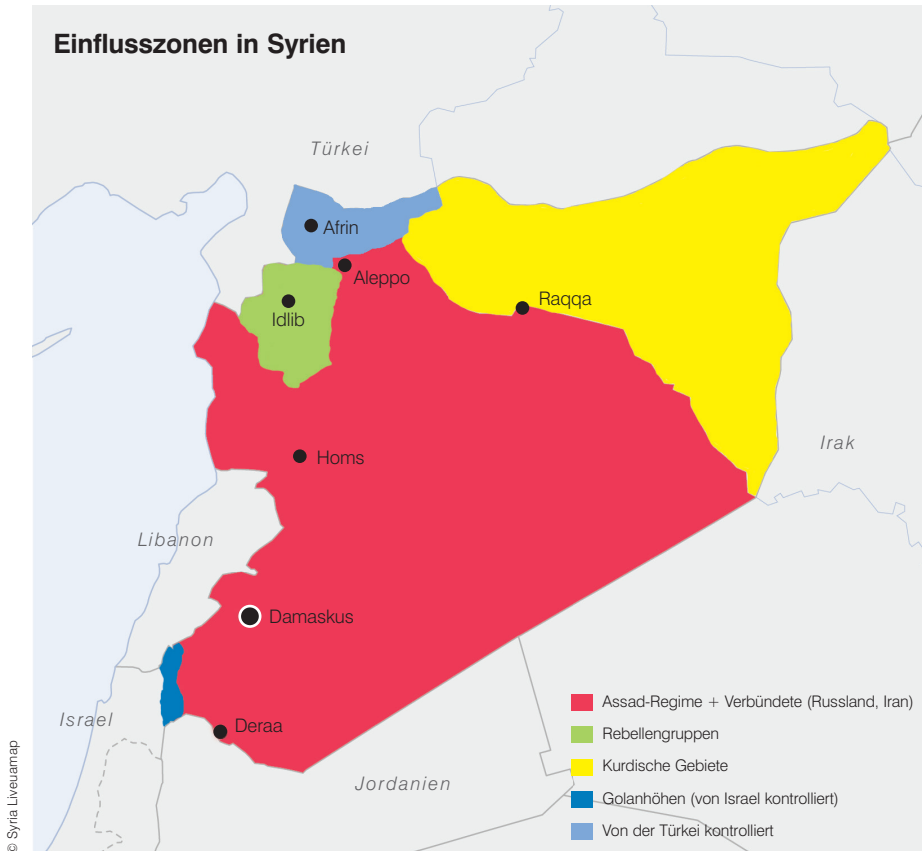 Einflusszonen in Syrien
Türkei
Afrin
Aleppo
Idlib
Raqqa
Homs
Irak
Libanon
Damaskus
Israel
Deraa
Jordanien
Assad-Regime + Verbündete (Russland, Iran)
Rebellengruppen
Kurdische Gebiete
Golanhöhen (von Israel kontrolliert)
Von der Türkei kontrolliert
© Syria Liveuamap